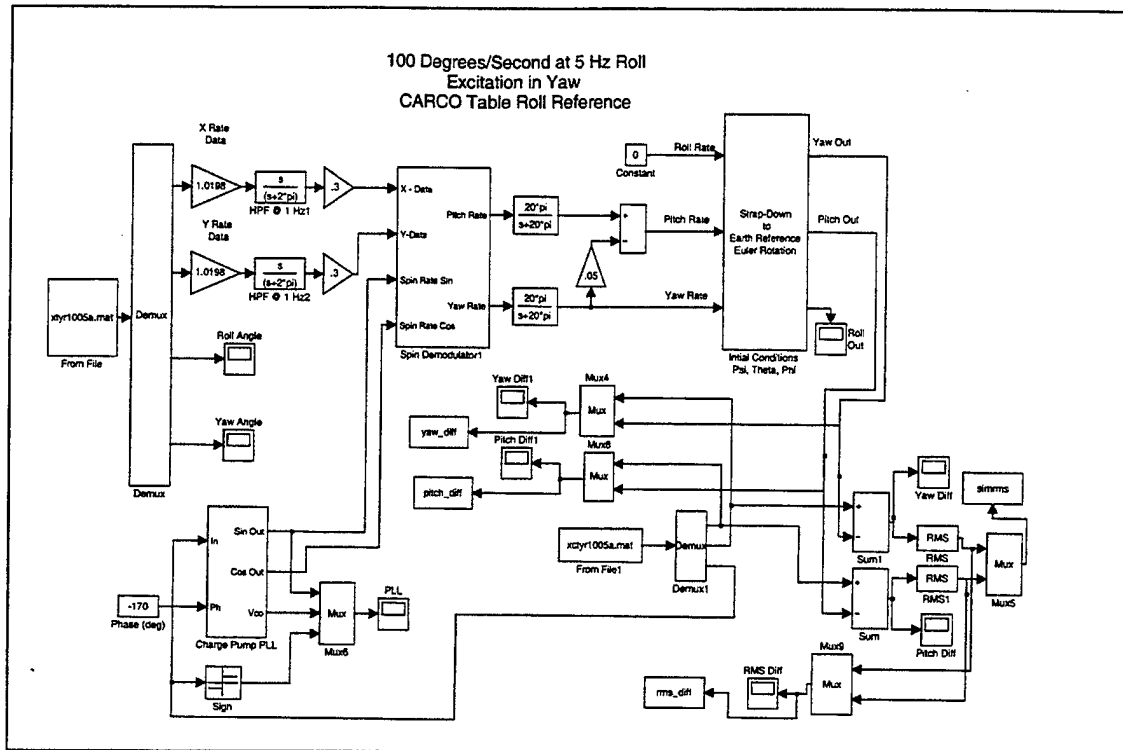 100 Degrees/Second at 5 Hz Roll
Excitation in Yaw
CARCO Table Roll Reference
X Rate
Data
1.0198
s
(s+2*pi)
HPF @ 1 Hz1
.3
Y Rate
Data
1.0198
s
(s+2*pi)
HPF @ 1 Hz2
.3
xtyr1005a.mat
From File
Demux
Demux
Roll Angle
Yaw Angle
X - Data
Y-Data
Spin Rate Sin
Spin Rate Cos
Pitch Rate
Yaw Rate
Spin Demodulator1
20*pi
s+20*pi
20*pi
s+20*pi
0
Constant
Roll Rate
+
−
.05
Pitch Rate
Yaw Rate
Strap-Down
to
Earth Reference
Euler Rotation
Intial Conditions
Psi, Theta, Phi
Yaw Out
Pitch Out
Roll
Out
Yaw Diff1
yaw_diff
Mux4
Mux
Mux8
Pitch Diff1
pitch_diff
Mux
xctyr1005a.mat
From File1
Demux
Demux1
+
−
Sum1
+
−
Sum
Yaw Diff
RMS
RMS
RMS
RMS1
Pitch Diff
simrms
Mux
Mux5
Mux9
Mux
RMS Diff
rms_diff
In
Ph
Sin Out
Cos Out
Vco
Charge Pump PLL
-170
Phase (deg)
Sign
Mux
Mux6
PLL